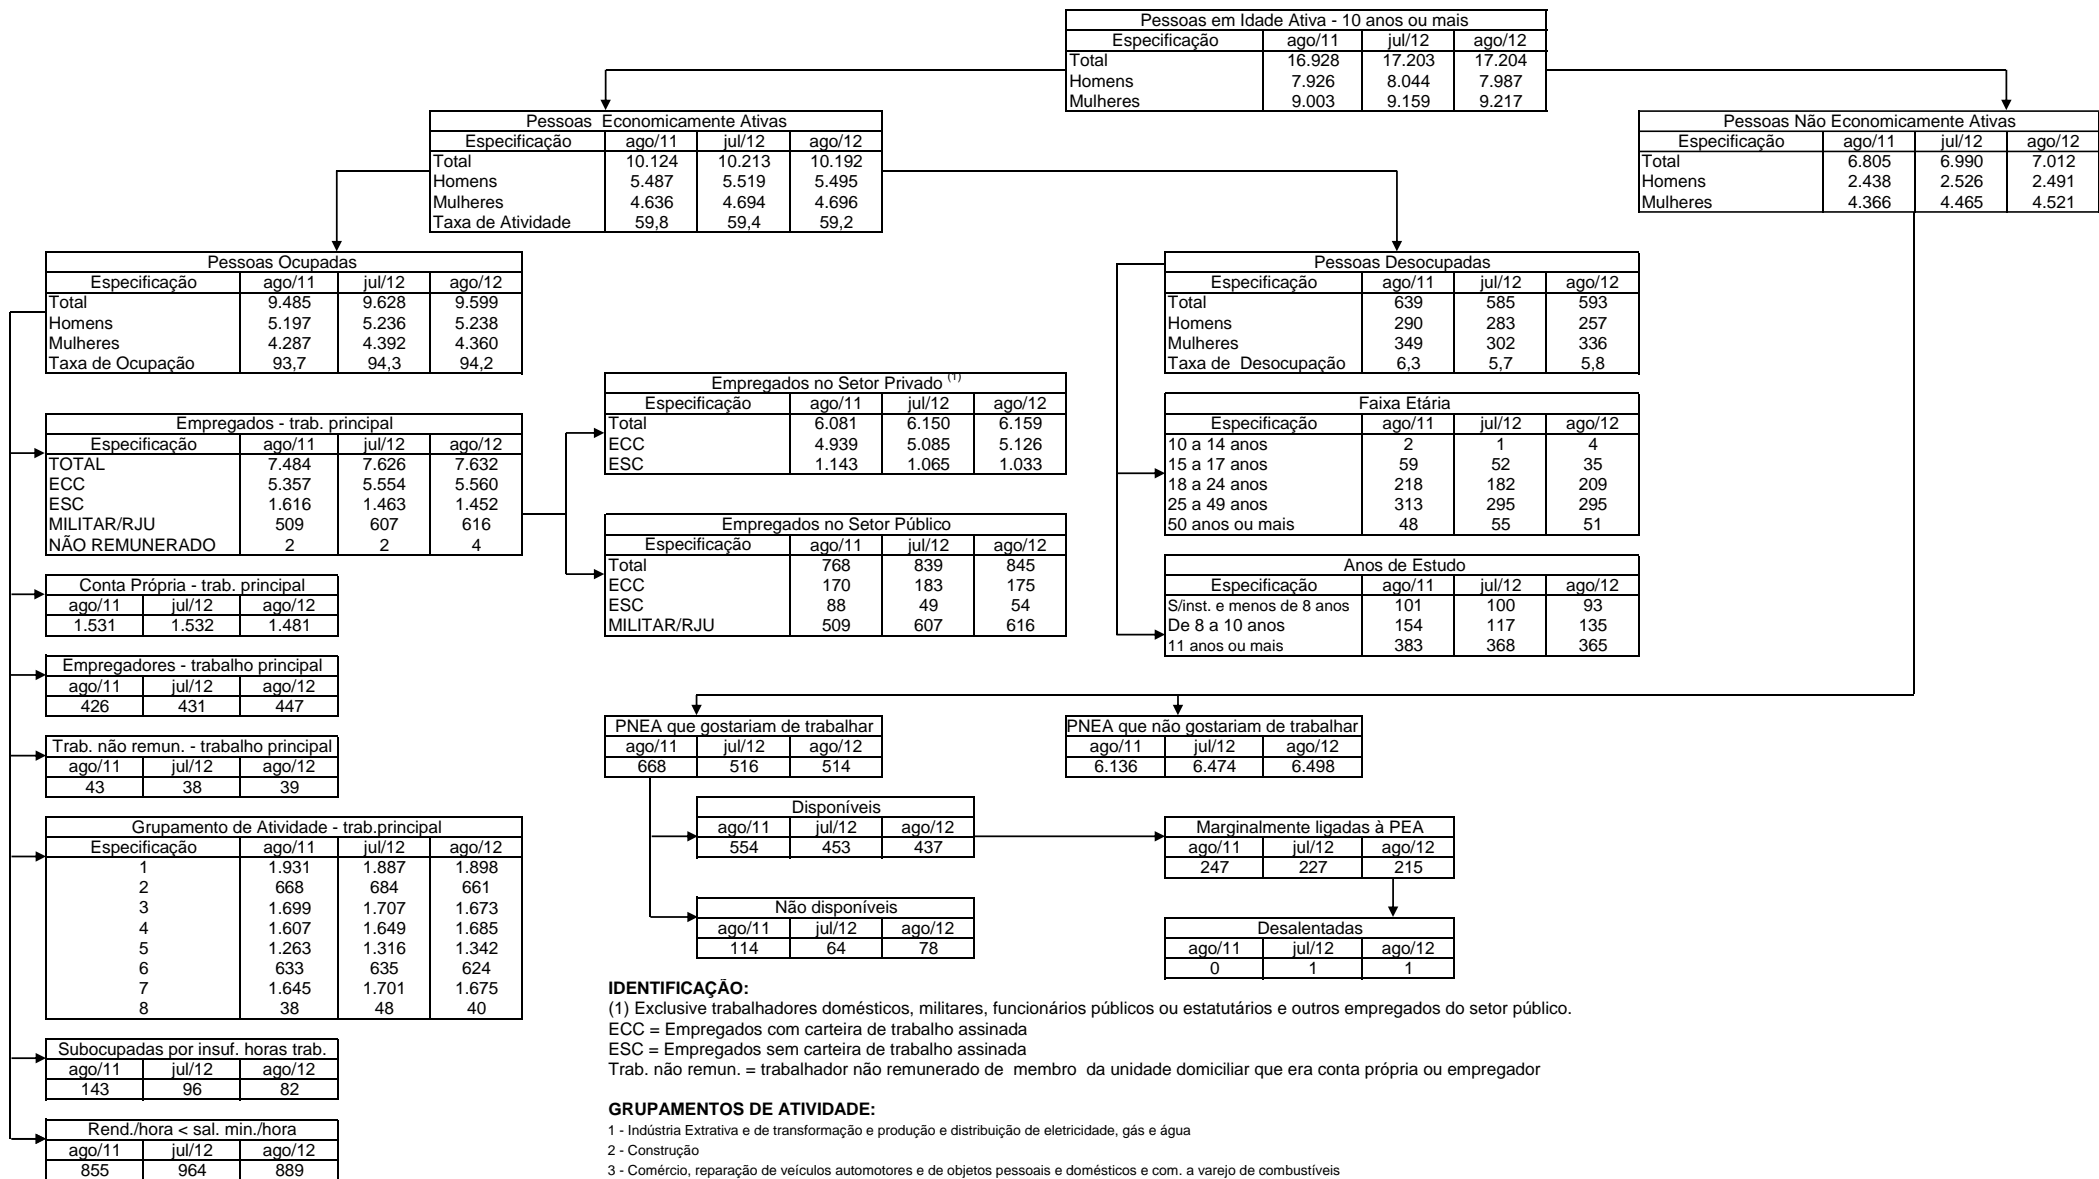 Pessoas em Idade Ativa - 10 anos ou mais
Especificação ago/11 jul/12 ago/12
Total 16.928 17.203 17.204
Homens 7.926 8.044 7.987
Mulheres 9.003 9.159 9.217
Pessoas Economicamente Ativas
Especificação ago/11 jul/12 ago/12
Total 10.124 10.213 10.192
Homens 5.487 5.519 5.495
Mulheres 4.636 4.694 4.696
Taxa de Atividade 59,8 59,4 59,2
Pessoas Não Economicamente Ativas
Especificação ago/11 jul/12 ago/12
Total 6.805 6.990 7.012
Homens 2.438 2.526 2.491
Mulheres 4.366 4.465 4.521
Pessoas Ocupadas
Especificação ago/11 jul/12 ago/12
Total 9.485 9.628 9.599
Homens 5.197 5.236 5.238
Mulheres 4.287 4.392 4.360
Taxa de Ocupação 93,7 94,3 94,2
Pessoas Desocupadas
Especificação ago/11 jul/12 ago/12
Total 639 585 593
Homens 290 283 257
Mulheres 349 302 336
Taxa de Desocupação 6,3 5,7 5,8
Empregados - trab. principal
Especificação ago/11 jul/12 ago/12
TOTAL 7.484 7.626 7.632
ECC 5.357 5.554 5.560
ESC 1.616 1.463 1.452
MILITAR/RJU 509 607 616
NÃO REMUNERADO 2 2 4
Empregados no Setor Privado (1)
Especificação ago/11 jul/12 ago/12
Total 6.081 6.150 6.159
ECC 4.939 5.085 5.126
ESC 1.143 1.065 1.033
Empregados no Setor Público
Especificação ago/11 jul/12 ago/12
Total 768 839 845
ECC 170 183 175
ESC 88 49 54
MILITAR/RJU 509 607 616
Faixa Etária
Especificação ago/11 jul/12 ago/12
10 a 14 anos 2 1 4
15 a 17 anos 59 52 35
18 a 24 anos 218 182 209
25 a 49 anos 313 295 295
50 anos ou mais 48 55 51
Anos de Estudo
Especificação ago/11 jul/12 ago/12
S/inst. e menos de 8 anos 101 100 93
De 8 a 10 anos 154 117 135
11 anos ou mais 383 368 365
Conta Própria - trab. principal
ago/11 jul/12 ago/12
1.531 1.532 1.481
Empregadores - trabalho principal
ago/11 jul/12 ago/12
426 431 447
Trab. não remun. - trabalho principal
ago/11 jul/12 ago/12
43 38 39
PNEA que gostariam de trabalhar
ago/11 jul/12 ago/12
668 516 514
PNEA que não gostariam de trabalhar
ago/11 jul/12 ago/12
6.136 6.474 6.498
Disponíveis
ago/11 jul/12 ago/12
554 453 437
Marginalmente ligadas à PEA
ago/11 jul/12 ago/12
247 227 215
Não disponíveis
ago/11 jul/12 ago/12
114 64 78
Desalentadas
ago/11 jul/12 ago/12
0 1 1
Grupamento de Atividade - trab.principal
Especificação ago/11 jul/12 ago/12
1 1.931 1.887 1.898
2 668 684 661
3 1.699 1.707 1.673
4 1.607 1.649 1.685
5 1.263 1.316 1.342
6 633 635 624
7 1.645 1.701 1.675
8 38 48 40
Subocupadas por insuf. horas trab.
ago/11 jul/12 ago/12
143 96 82
Rend./hora < sal. min./hora
ago/11 jul/12 ago/12
855 964 889
IDENTIFICAÇÃO:
(1) Exclusive trabalhadores domésticos, militares, funcionários públicos ou estatutários e outros empregados do setor público.
ECC = Empregados com carteira de trabalho assinada
ESC = Empregados sem carteira de trabalho assinada
Trab. não remun. = trabalhador não remunerado de membro da unidade domiciliar que era conta própria ou empregador
GRUPAMENTOS DE ATIVIDADE:
1 - Indústria Extrativa e de transformação e produção e distribuição de eletricidade, gás e água
2 - Construção
3 - Comércio, reparação de veículos automotores e de objetos pessoais e domésticos e com. a varejo de combustíveis